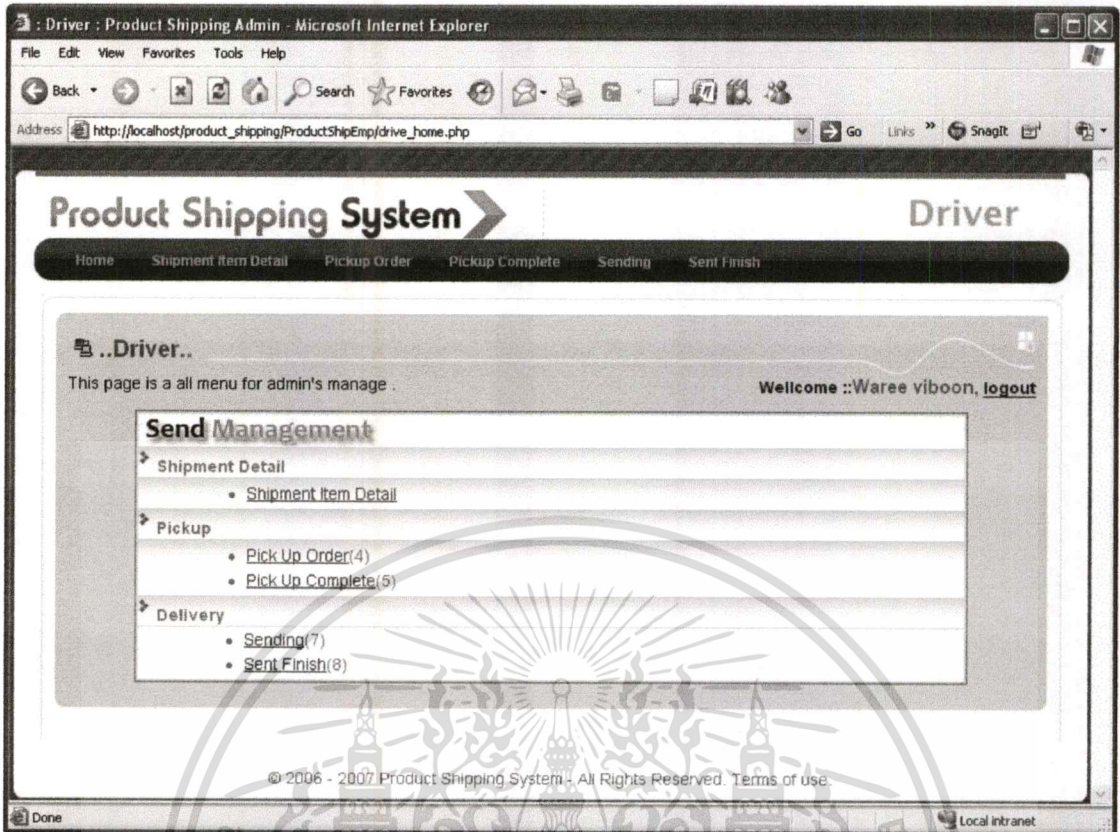 : Driver : Product Shipping Admin - Microsoft Internet Explorer
File Edit View Favorites Tools Help
Back Search Favorites
Address http://localhost/product_shipping/ProductShipEmp/drive_home.php Go Links » SnagIt
Product Shipping System Driver
Home Shipment Item Detail Pickup Order Pickup Complete Sending Sent Finish
..Driver..
This page is a all menu for admin's manage .
Wellcome ::Waree viboon, logout
Send Management
Shipment Detail
• Shipment Item Detail
Pickup
• Pick Up Order(4)
• Pick Up Complete(5)
Delivery
• Sending(7)
• Sent Finish(8)
© 2006 - 2007 Product Shipping System - All Rights Reserved. Terms of use.
Done Local intranet